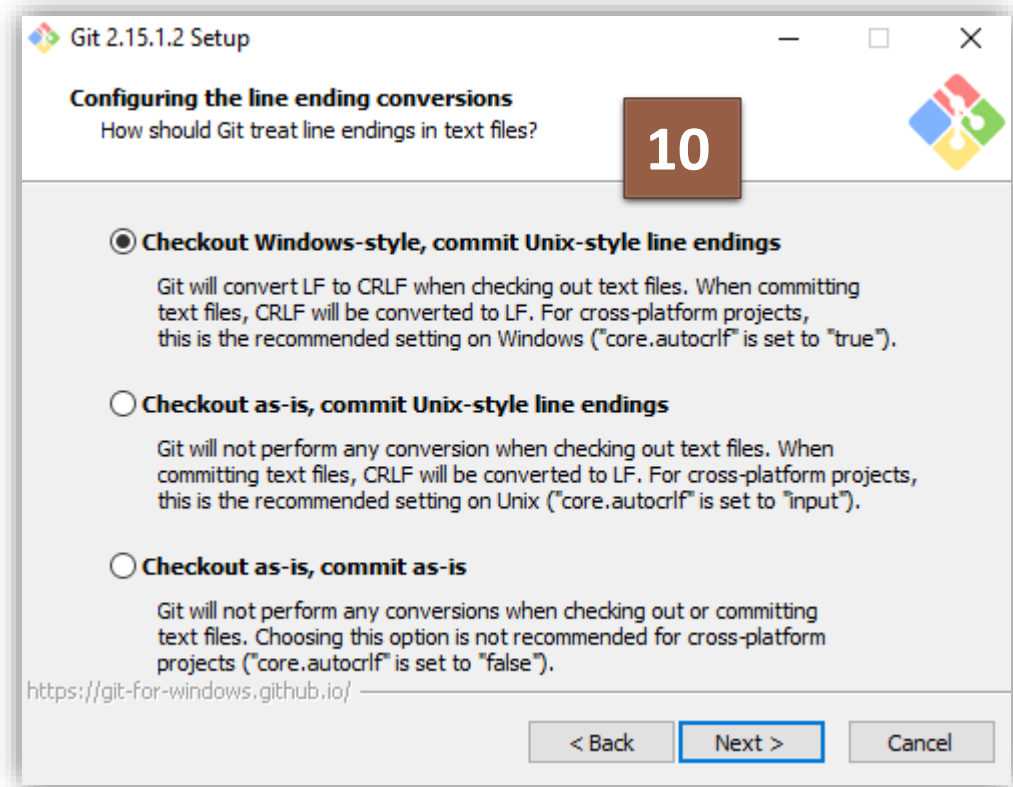 Git 2.15.1.2 Setup
Configuring the line ending conversions
How should Git treat line endings in text files?
10
Checkout Windows-style, commit Unix-style line endings
Git will convert LF to CRLF when checking out text files. When committing
text files, CRLF will be converted to LF. For cross-platform projects,
this is the recommended setting on Windows ("core.autocrlf" is set to "true").
Checkout as-is, commit Unix-style line endings
Git will not perform any conversion when checking out text files. When
committing text files, CRLF will be converted to LF. For cross-platform projects,
this is the recommended setting on Unix ("core.autocrlf" is set to "input").
Checkout as-is, commit as-is
Git will not perform any conversions when checking out or committing
text files. Choosing this option is not recommended for cross-platform
projects ("core.autocrlf" is set to "false").
https://git-for-windows.github.io/
< Back
Next >
Cancel